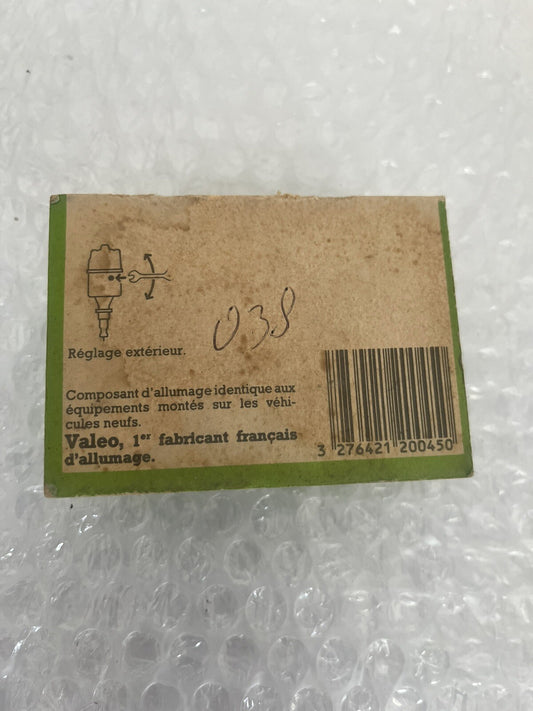 038
Réglage extérieur.
Composant d'allumage identique aux
équipements montés sur les véhi-
cules neufs.
Valeo, 1er fabricant français
d'allumage.
3 276421 200450